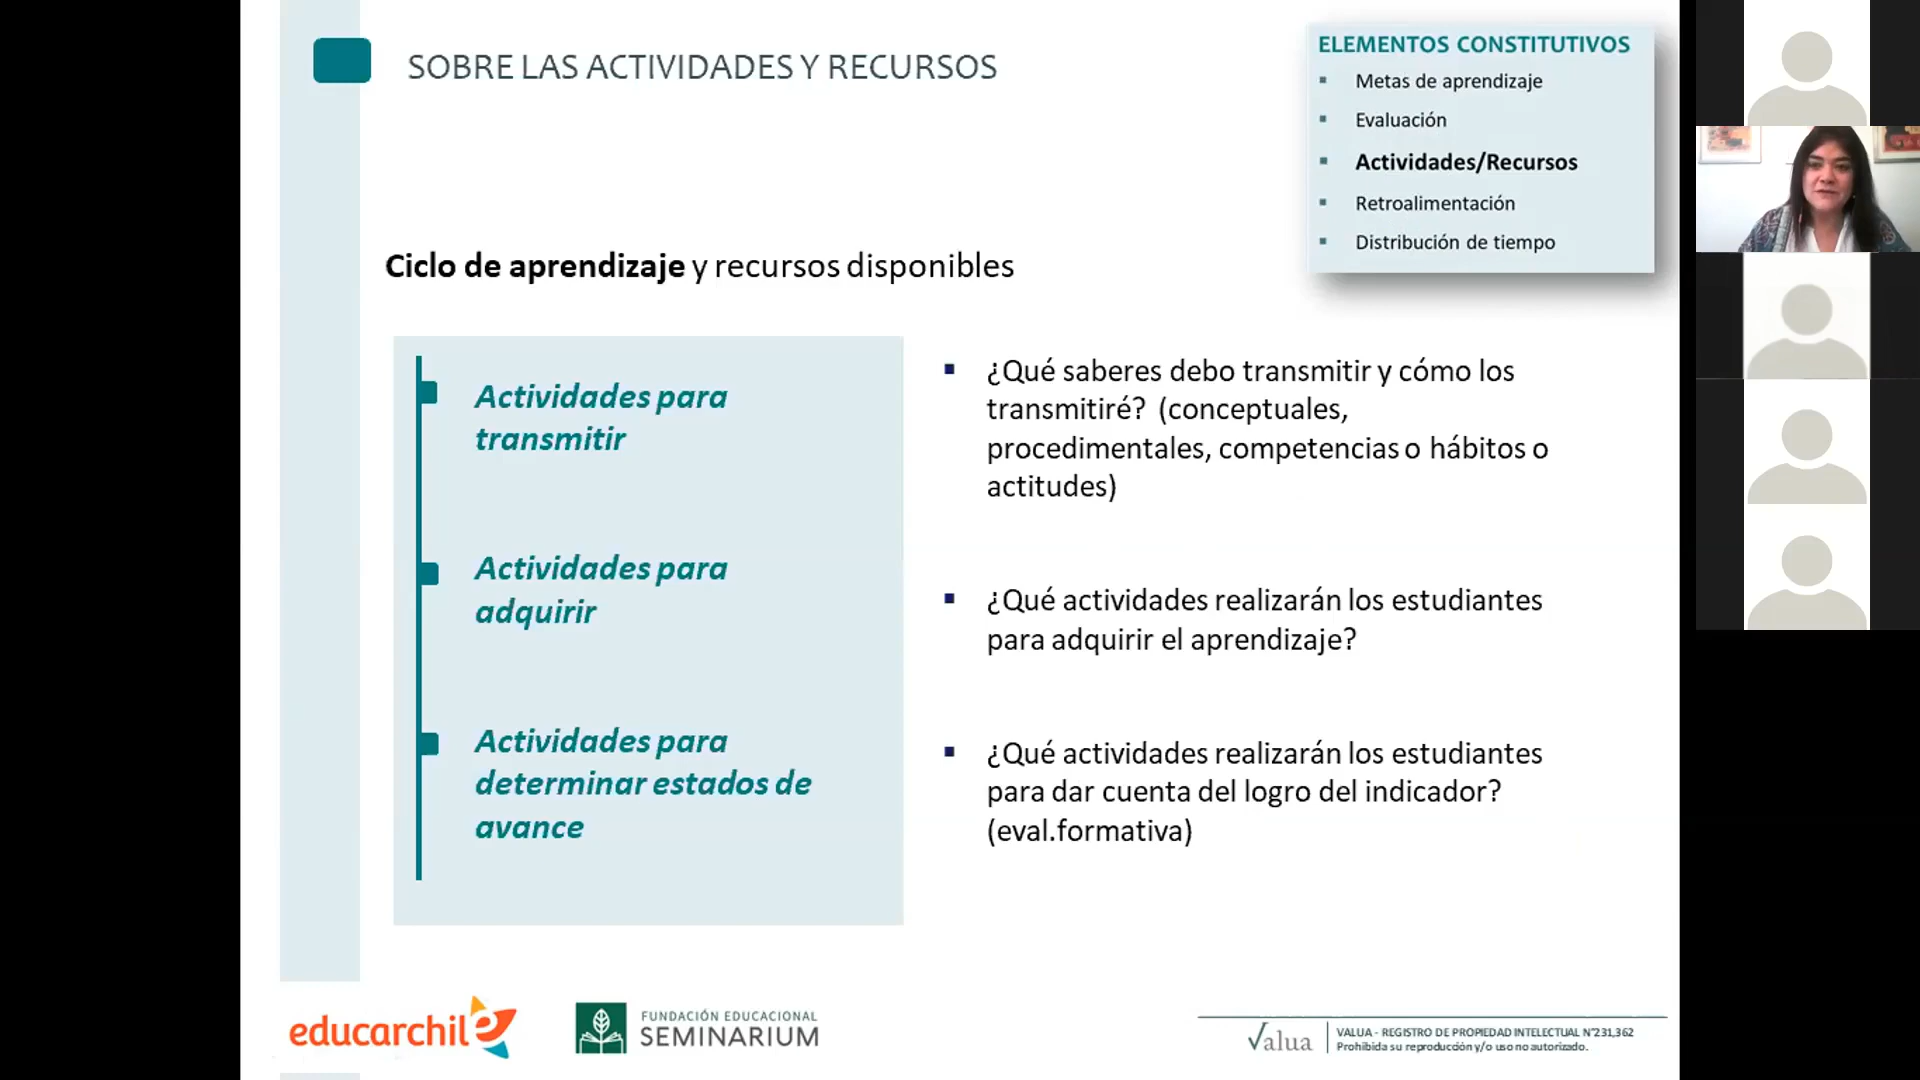 SOBRE LAS ACTIVIDADES Y RECURSOS
ELEMENTOS CONSTITUTIVOS
Metas de aprendizaje
Evaluación
Actividades/Recursos
Retroalimentación
Distribución de tiempo
Ciclo de aprendizaje y recursos disponibles
Actividades para
transmitir
¿Qué saberes debo transmitir y cómo los
transmitiré? (conceptuales,
procedimentales, competencias o hábitos o
actitudes)
Actividades para
adquirir
¿Qué actividades realizarán los estudiantes
para adquirir el aprendizaje?
Actividades para
determinar estados de
avance
¿Qué actividades realizarán los estudiantes
para dar cuenta del logro del indicador?
(eval.formativa)
educarchile
FUNDACIÓN EDUCACIONAL
SEMINARIUM
Valua
VALUA - REGISTRO DE PROPIEDAD INTELECTUAL N°231,362
Prohibida su reproducción y/o uso no autorizado.